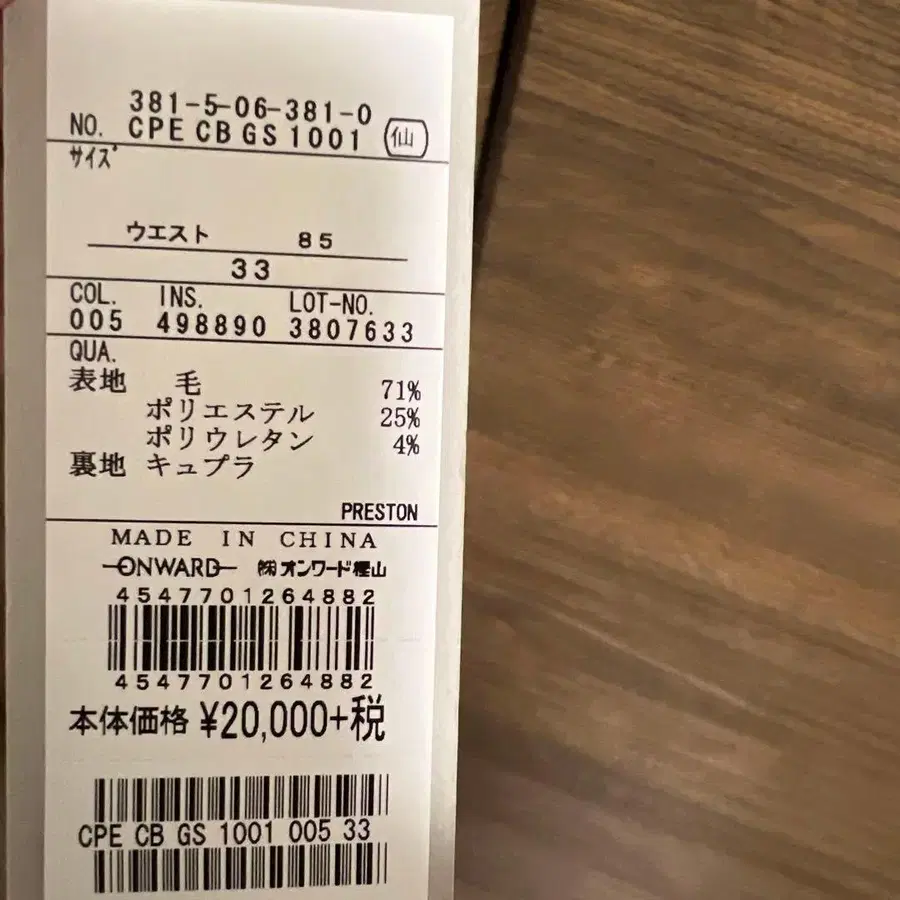 381-5-06-381-0
NO. CPE CB GS 1001 仙
サイズ
ウエスト 85
33
COL. INS. LOT-NO.
005 498890 3807633
QUA.
表地 毛 71%
ポリエステル 25%
ポリウレタン 4%
裏地 キュプラ
PRESTON
MADE IN CHINA
ONWARD ㈱オンワード樫山
4547701264882
4547701264882
本体価格 ¥20,000+税
CPE CB GS 1001 005 33